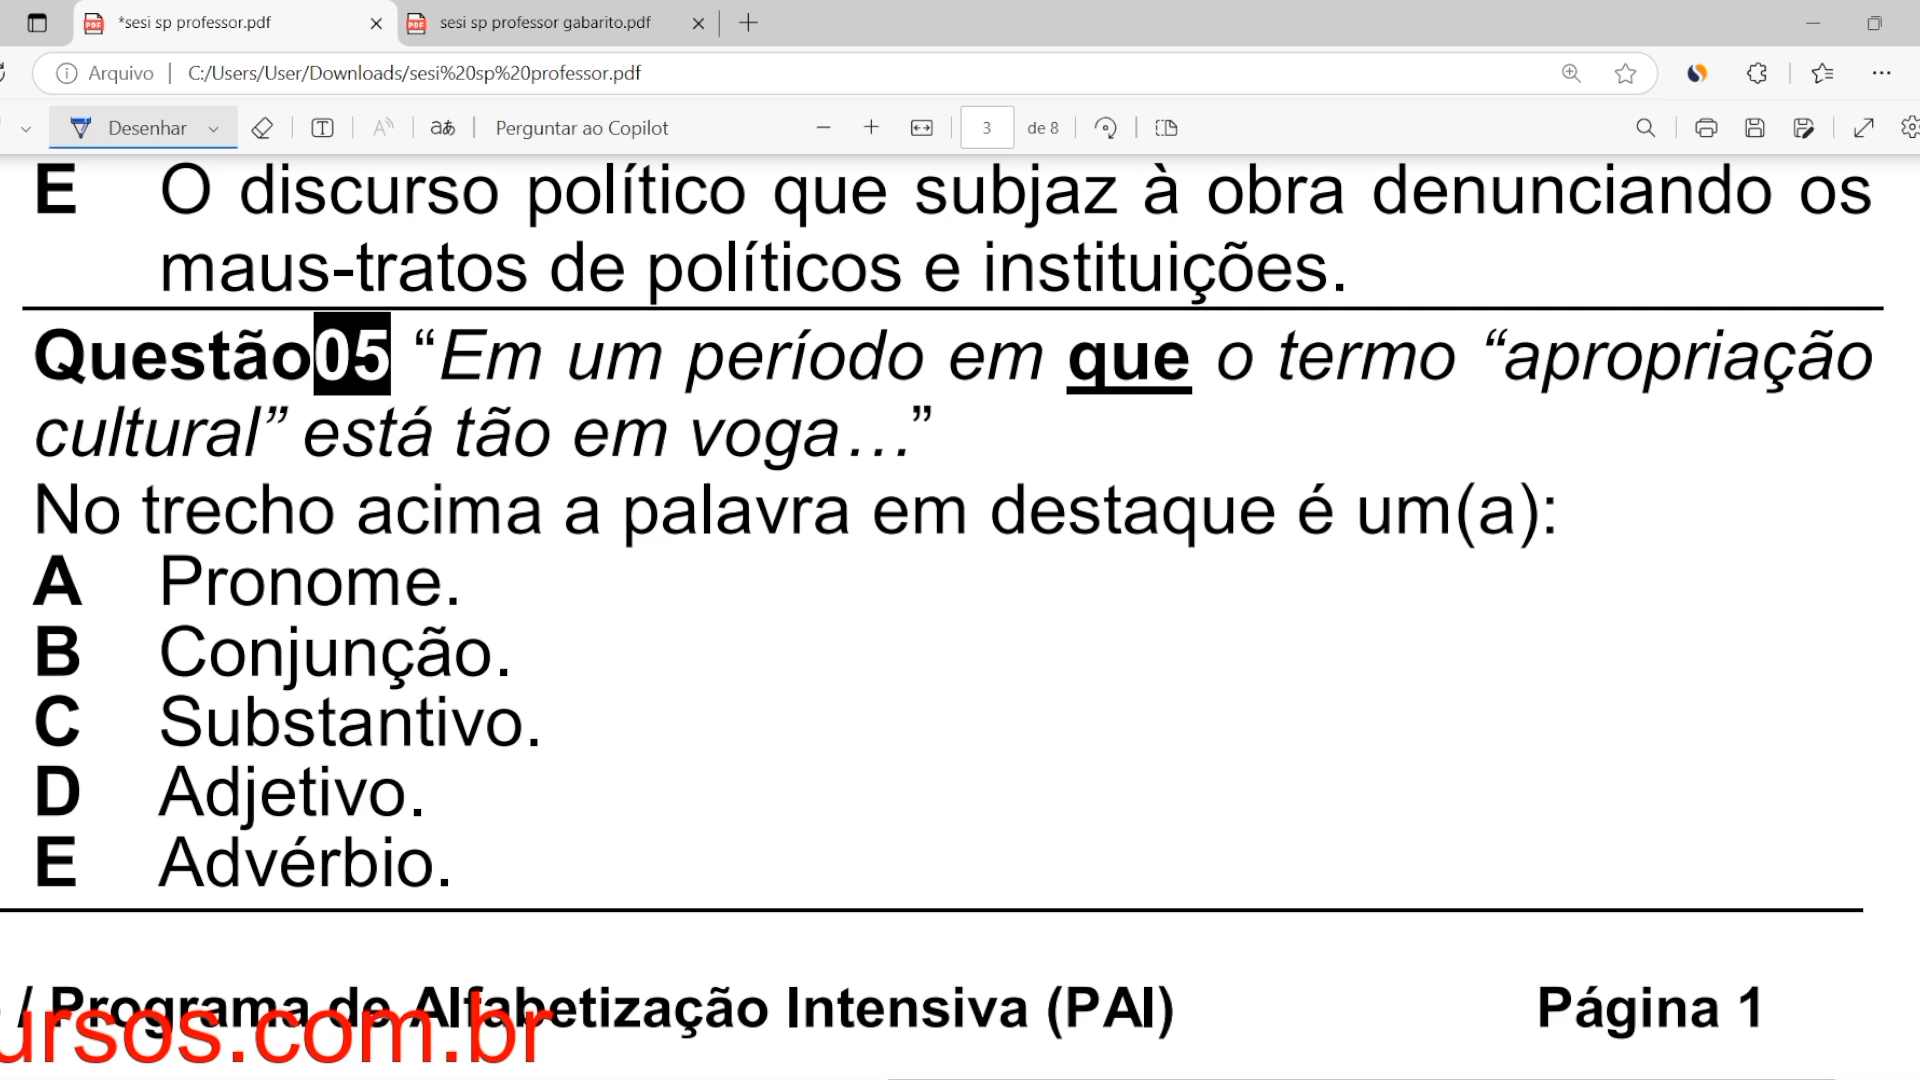 *sesi sp professor.pdf
sesi sp professor gabarito.pdf
Arquivo | C:/Users/User/Downloads/sesi%20sp%20professor.pdf
Desenhar
aあ
Perguntar ao Copilot
3 de 8
E O discurso político que subjaz à obra denunciando os
maus-tratos de políticos e instituições.
Questão05 “Em um período em que o termo “apropriação
cultural” está tão em voga…”
No trecho acima a palavra em destaque é um(a):
A Pronome.
B Conjunção.
C Substantivo.
D Adjetivo.
E Advérbio.
/ Programa de Alfabetização Intensiva (PAI) Página 1
ursos.com.br